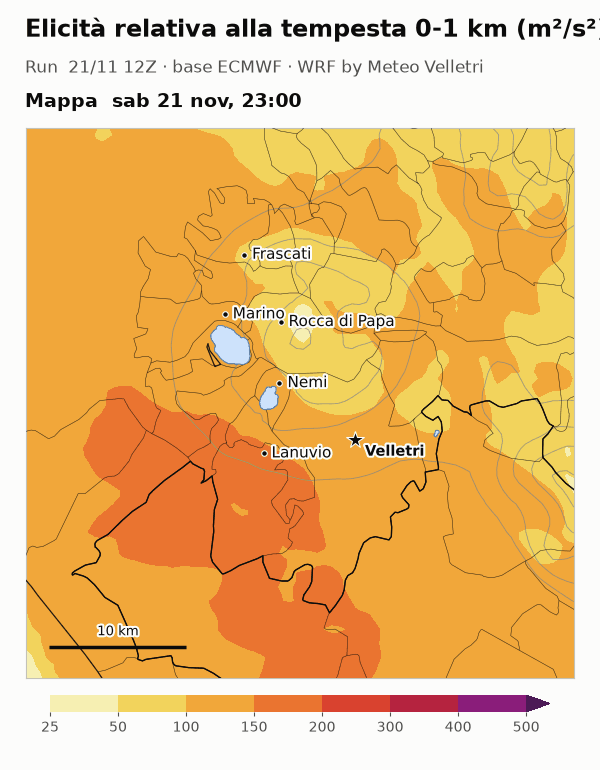 Elicità relativa alla tempesta 0-1 km (m²/s²)
Run 21/11 12Z · base ECMWF · WRF by Meteo Velletri
Mappa sab 21 nov, 23:00
Frascati
Marino
Rocca di Papa
Nemi
Velletri
Lanuvio
10 km
25 50 100 150 200 300 400 500